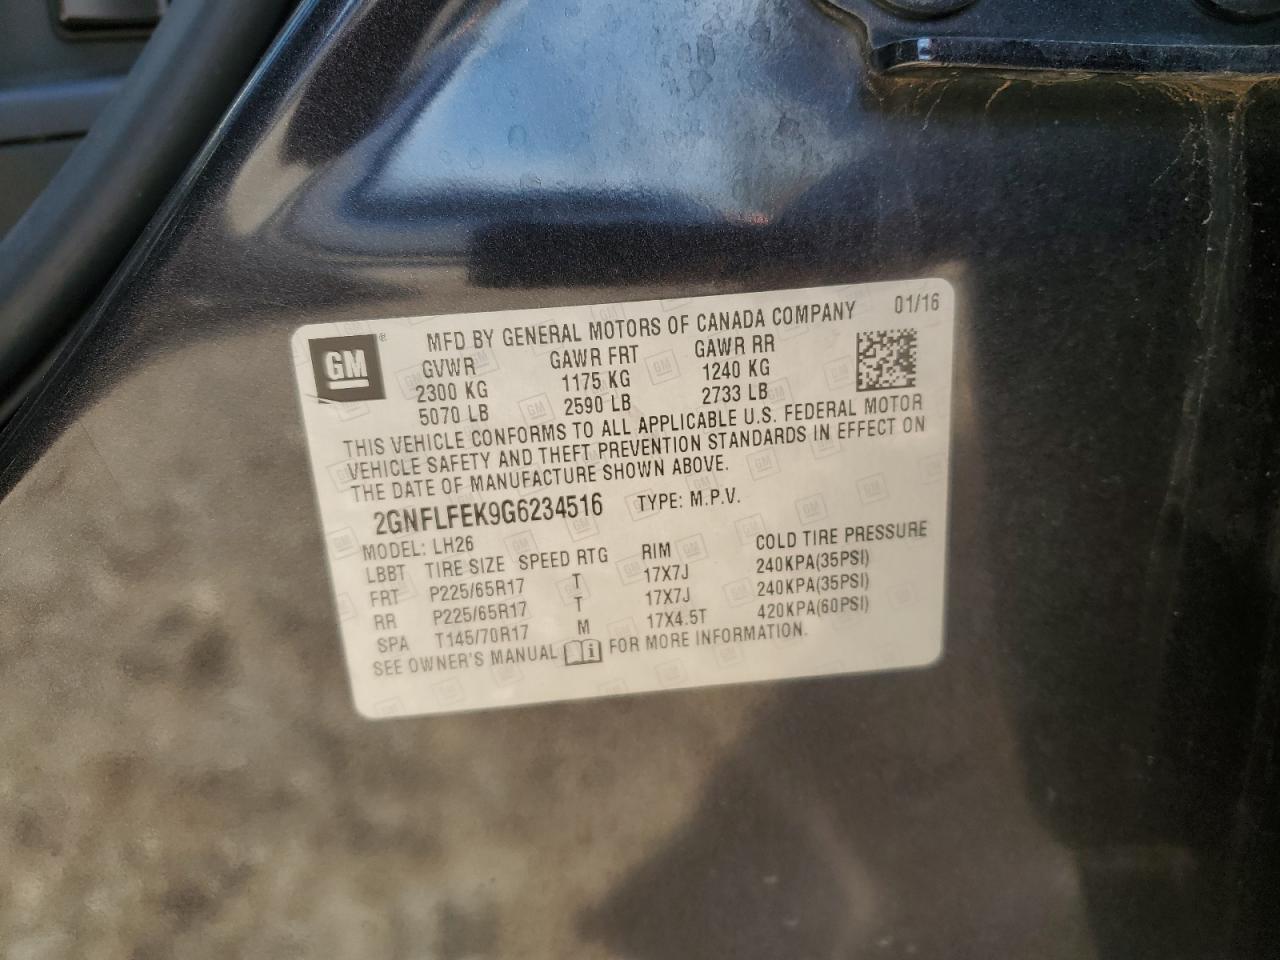 GM ® MFD BY GENERAL MOTORS OF CANADA COMPANY 01/16
GVWR GAWR FRT GAWR RR
2300 KG 1175 KG 1240 KG
5070 LB 2590 LB 2733 LB
THIS VEHICLE CONFORMS TO ALL APPLICABLE U.S. FEDERAL MOTOR
VEHICLE SAFETY AND THEFT PREVENTION STANDARDS IN EFFECT ON
THE DATE OF MANUFACTURE SHOWN ABOVE.
2GNFLFEK9G6234516 TYPE: M.P.V.
MODEL: LH26
LBBT TIRE SIZE SPEED RTG RIM COLD TIRE PRESSURE
FRT P225/65R17 T 17X7J 240KPA(35PSI)
RR P225/65R17 T 17X7J 240KPA(35PSI)
SPA T145/70R17 M 17X4.5T 420KPA(60PSI)
SEE OWNER'S MANUAL FOR MORE INFORMATION.